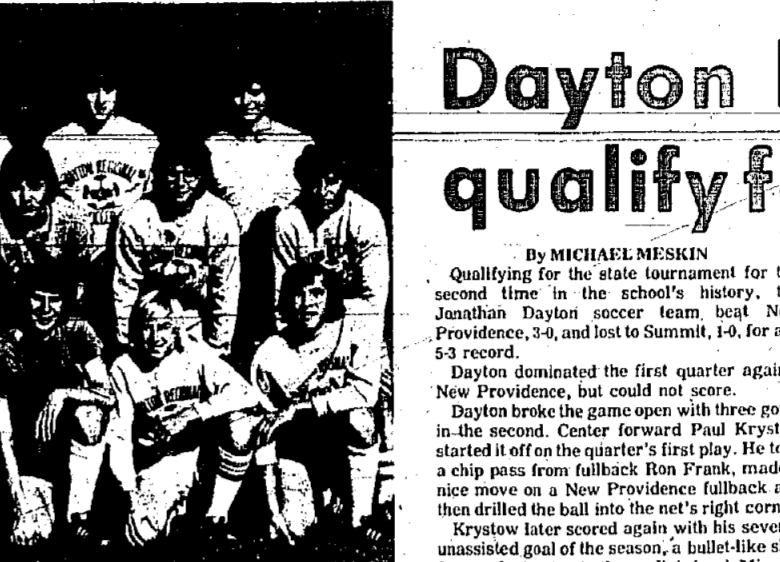 Dayton
qualify f
By MICHAEL MESKIN
Qualifying for the state tournament for t
second time in the school's history, t
Jonathan Dayton soccer team beat Ne
Providence, 3-0, and lost to Summit, 1-0, for a
5-3 record.
Dayton dominated the first quarter agai
New Providence, but could not score.
Dayton broke the game open with three go
in the second. Center forward Paul Kryst
started it off on the quarter's first play. He to
a chip pass from fullback Ron Frank, made
nice move on a New Providence fullback a
then drilled the ball into the net's right corn
Krystow later scored again with his seve
unassisted goal of the season, a bullet-like s
REGIONAL